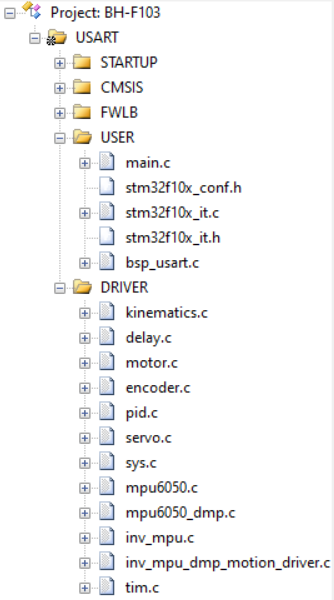 Project: BH-F103
USART
STARTUP
CMSIS
FWLB
USER
main.c
stm32f10x_conf.h
stm32f10x_it.c
stm32f10x_it.h
bsp_usart.c
DRIVER
kinematics.c
delay.c
motor.c
encoder.c
pid.c
servo.c
sys.c
mpu6050.c
mpu6050_dmp.c
inv_mpu.c
inv_mpu_dmp_motion_driver.c
tim.c